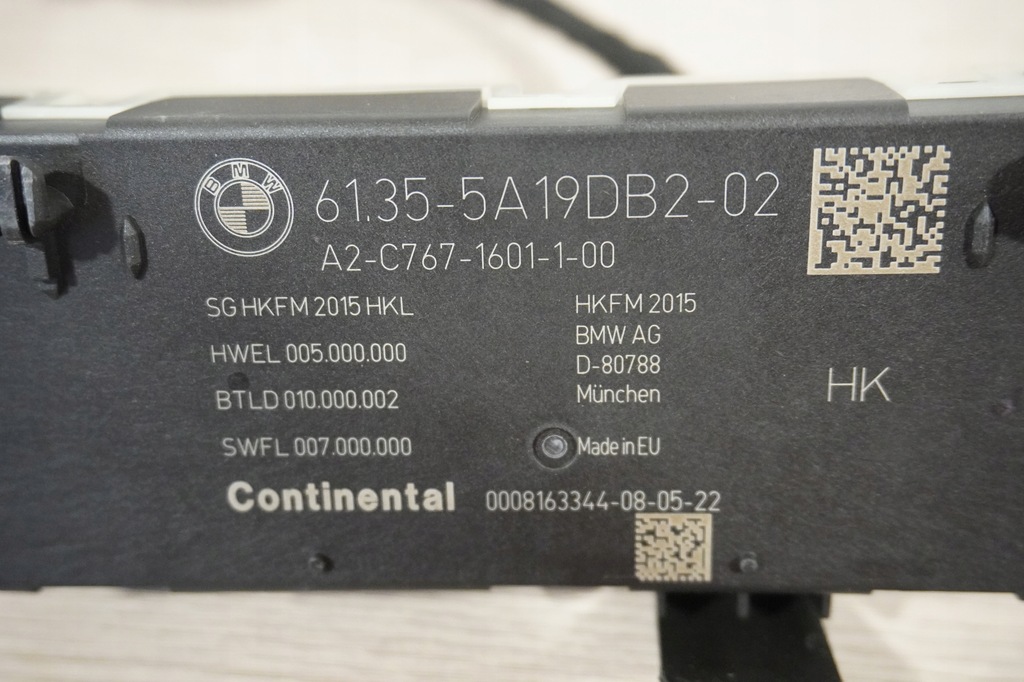 BMW
61.35-5A19DB2-02
A2-C767-1601-1-00
SG HKFM 2015 HKL
HWEL 005.000.000
BTLD 010.000.002
SWFL 007.000.000
HKFM 2015
BMW AG
D-80788
München
Made in EU
HK
Continental 0008163344-08-05-22